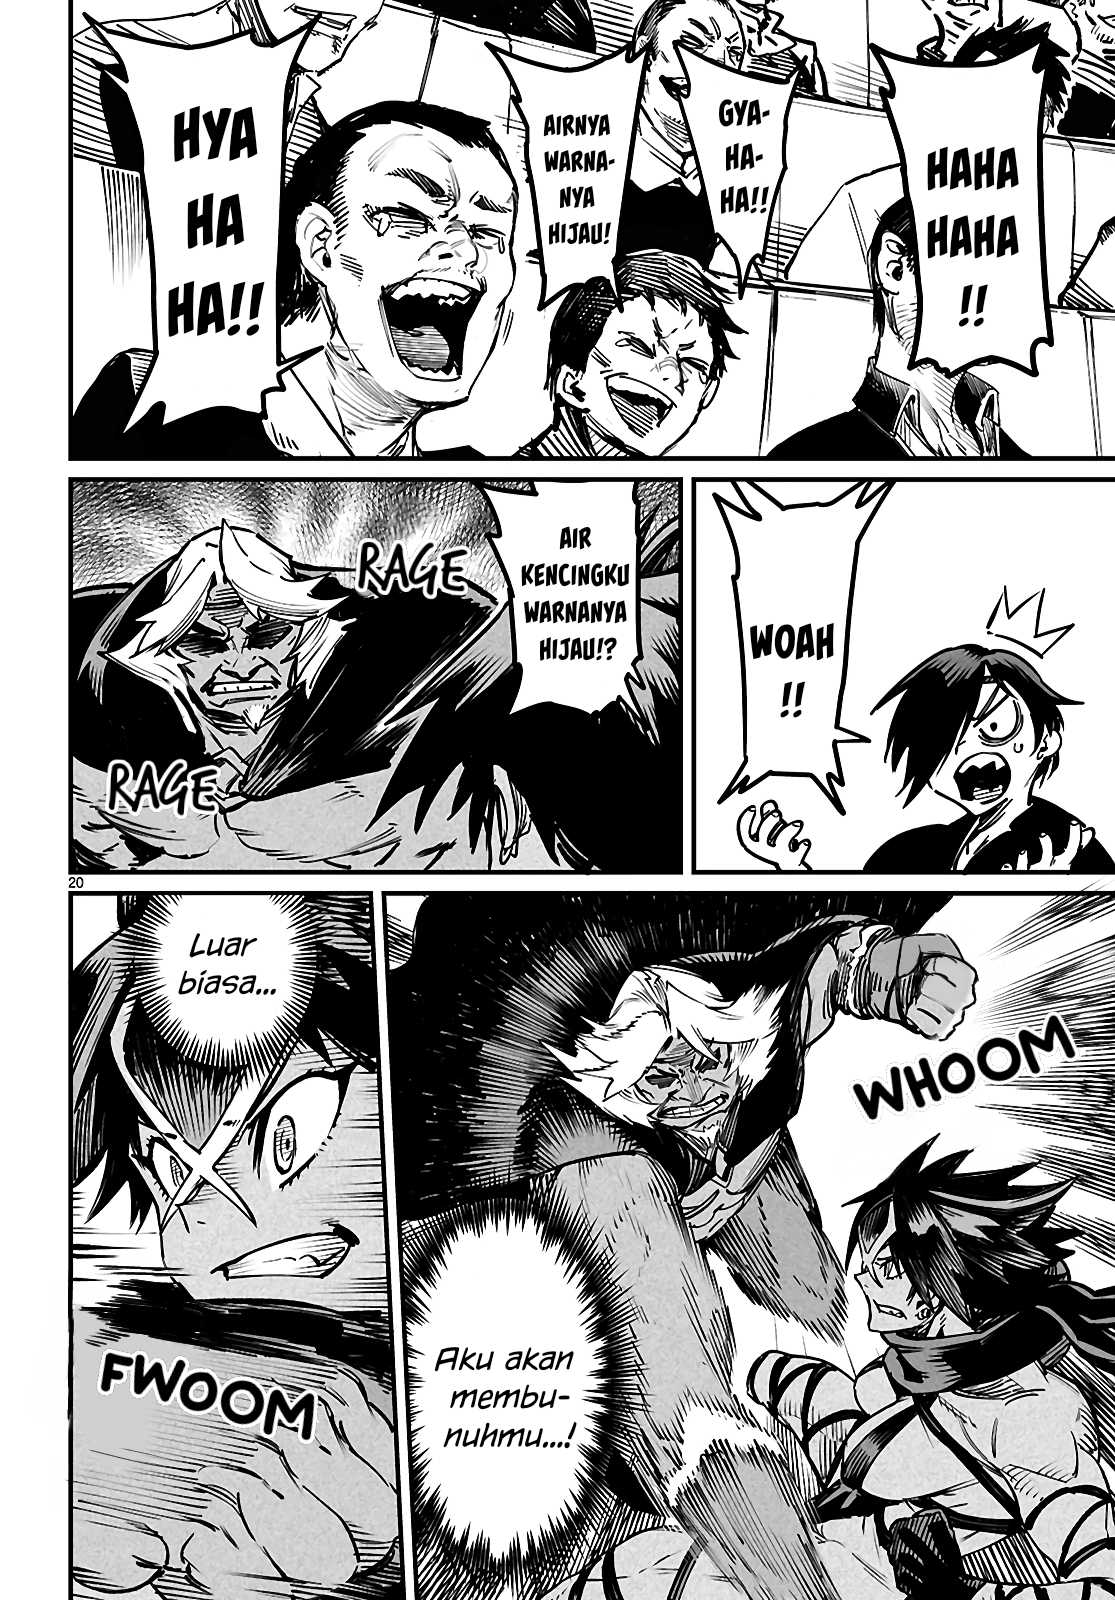 HAHA
HAHA
!!
GYA-
HA-
HA!!
AIRNYA
WARNA-
NYA
HIJAU!
HYA
HA
HA
HA!!
WOAH
!!
AIR
KENCINGKU
WARNANYA
HIJAU!?
RAGE
RAGE
20
WHOOM
Aku akan
membu-
nuhmu...!
Luar
biasa...
FWOOM